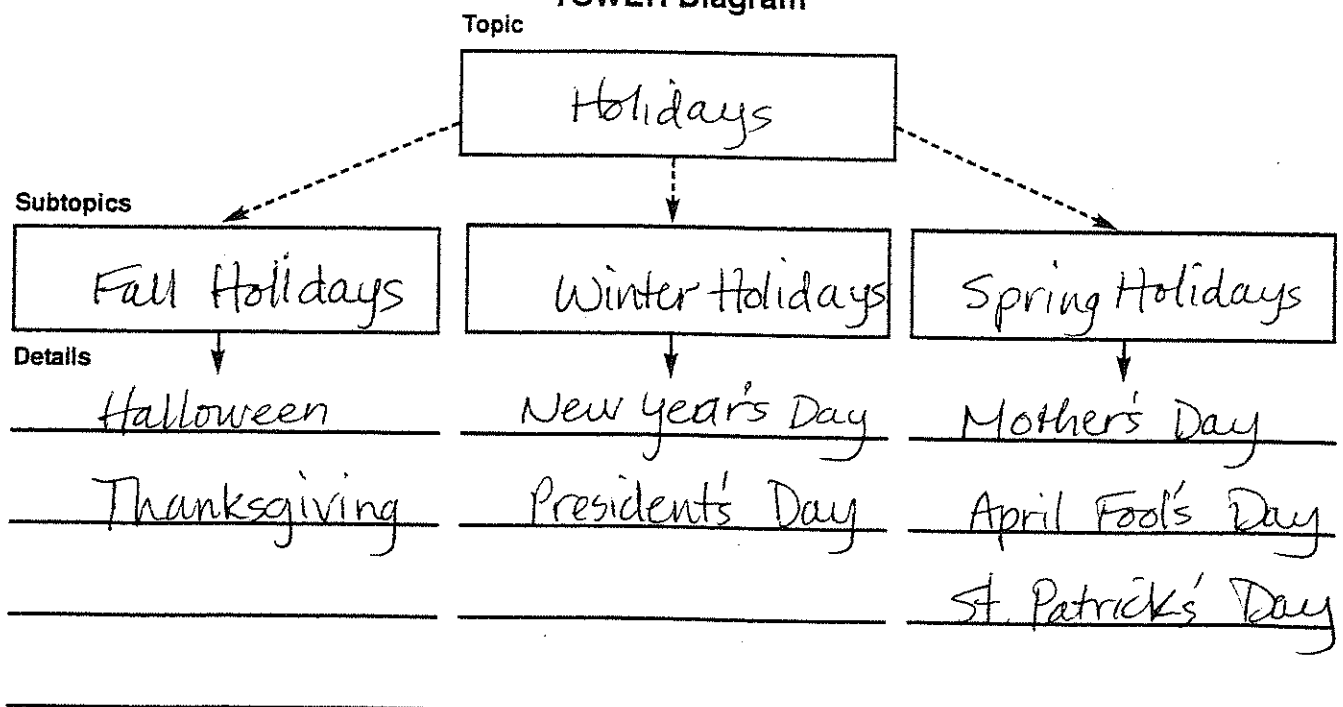 TOWER Diagram
Topic
Holidays
Subtopics
Fall Holidays
Winter Holidays
Spring Holidays
Details
Halloween
New Year's Day
Mother's Day
Thanksgiving
President's Day
April Fool's Day
St. Patrick's Day